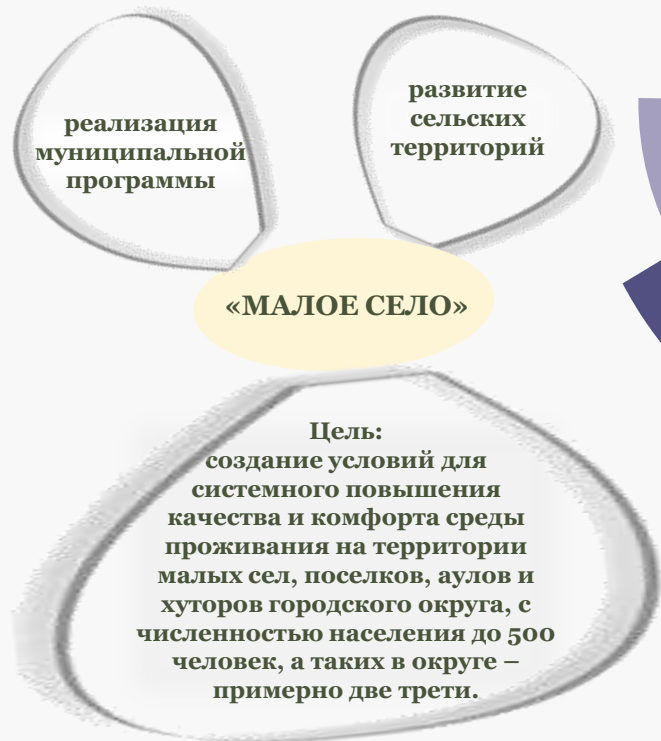 реализация
муниципальной
программы
развитие
сельских
территорий
«МАЛОЕ СЕЛО»
Цель:
создание условий для
системного повышения
качества и комфорта среды
проживания на территории
малых сел, поселков, аулов и
хуторов городского округа, с
численностью населения до 500
человек, а таких в округе –
примерно две трети.